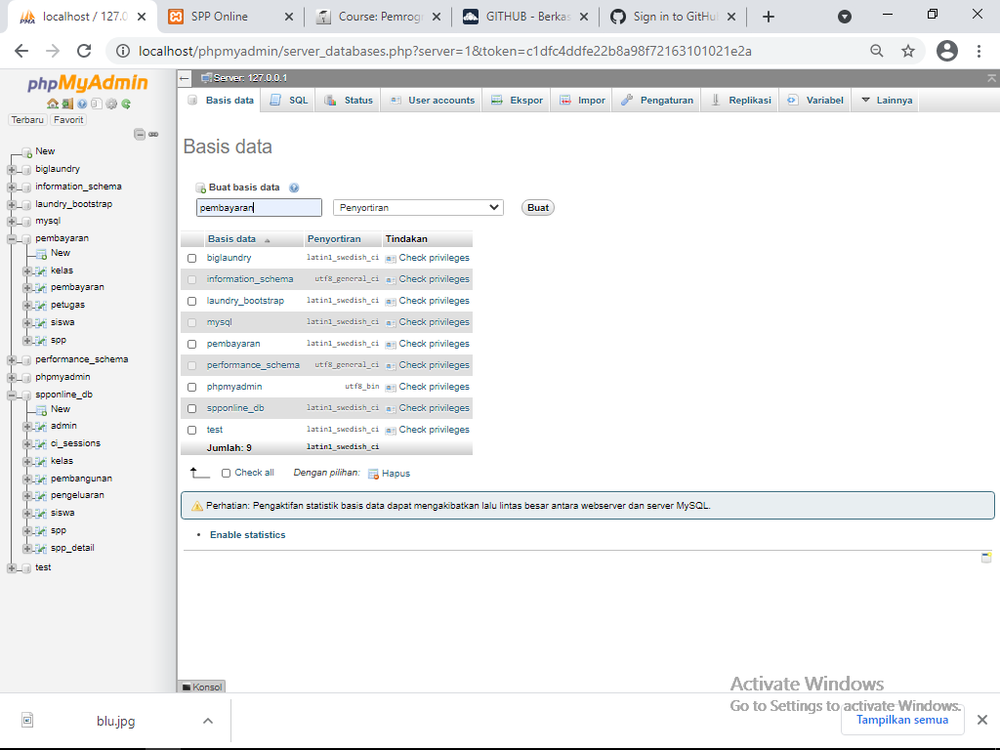 localhost / 127.0
SPP Online
Course: Pemrogr
GITHUB - Berkas
Sign in to GitHub
localhost/phpmyadmin/server_databases.php?server=1&token=c1dfc4ddfe22b8a98f72163101021e2a
phpMyAdmin
Terbaru Favorit
New
biglaundry
information_schema
laundry_bootstrap
mysql
pembayaran
New
kelas
pembayaran
petugas
siswa
spp
performance_schema
phpmyadmin
spponline_db
New
admin
ci_sessions
kelas
pembangunan
pengeluaran
siswa
spp
spp_detail
test
Server: 127.0.0.1
Basis data SQL Status User accounts Ekspor Impor Pengaturan Replikasi Variabel Lainnya
Basis data
Buat basis data
pembayaran Penyortiran Buat
Basis data Penyortiran Tindakan
biglaundry latin1_swedish_ci Check privileges
information_schema utf8_general_ci Check privileges
laundry_bootstrap latin1_swedish_ci Check privileges
mysql latin1_swedish_ci Check privileges
pembayaran latin1_swedish_ci Check privileges
performance_schema utf8_general_ci Check privileges
phpmyadmin utf8_bin Check privileges
spponline_db latin1_swedish_ci Check privileges
test latin1_swedish_ci Check privileges
Jumlah: 9 latin1_swedish_ci
Check all Dengan pilihan: Hapus
Perhatian: Pengaktifan statistik basis data dapat mengakibatkan lalu lintas besar antara webserver dan server MySQL.
• Enable statistics
Konsol
Activate Windows
Go to Settings to activate Windows.
blu.jpg
Tampilkan semua